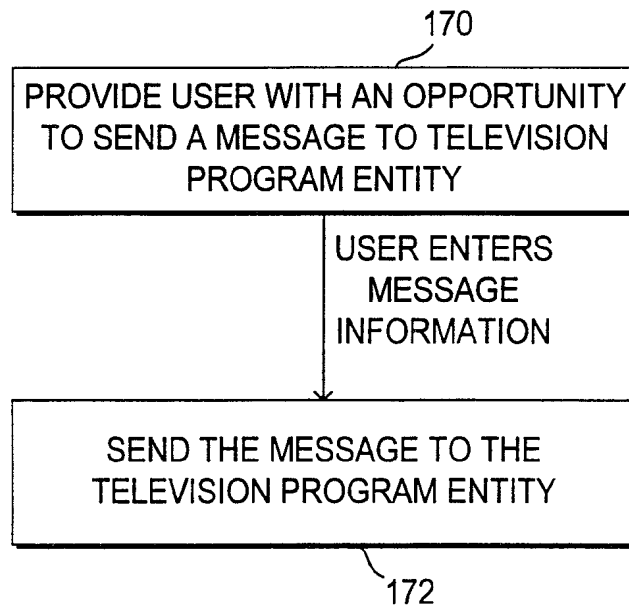 170
PROVIDE USER WITH AN OPPORTUNITY
TO SEND A MESSAGE TO TELEVISION
PROGRAM ENTITY
USER ENTERS
MESSAGE
INFORMATION
SEND THE MESSAGE TO THE
TELEVISION PROGRAM ENTITY
172